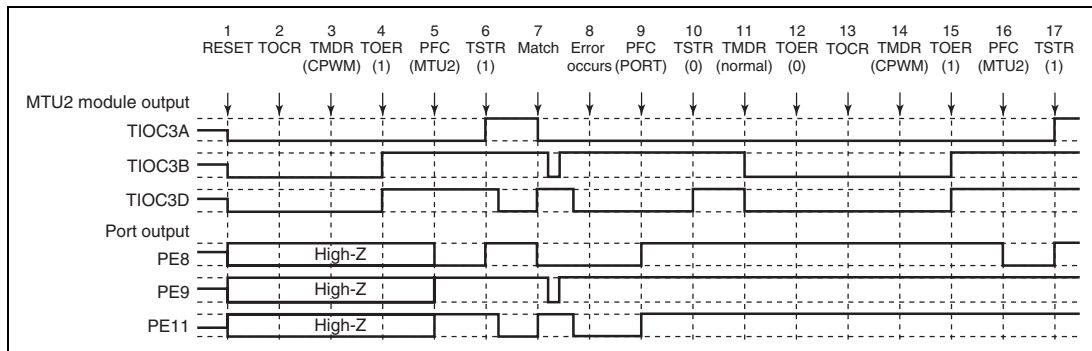 1 2 3 4 5 6 7 8 9 10 11 12 13 14 15 16 17
RESET TOCR TMDR TOER PFC TSTR Match Error PFC TSTR TMDR TOER TOCR TMDR TOER PFC TSTR
(CPWM) (1) (MTU2) (1) occurs (PORT) (0) (normal) (0) (CPWM) (1) (MTU2) (1)
MTU2 module output
TIOC3A
TIOC3B
TIOC3D
Port output
PE8 High-Z
PE9 High-Z
PE11 High-Z